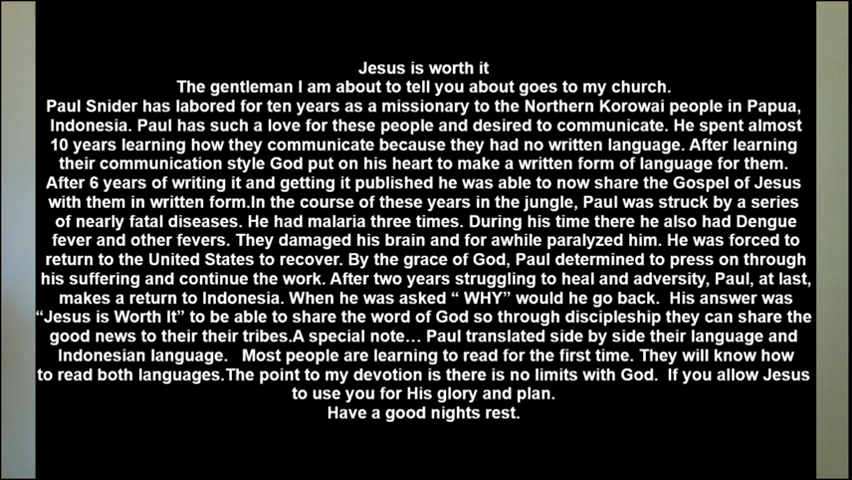 Jesus is worth it
The gentleman I am about to tell you about goes to my church.
Paul Snider has labored for ten years as a missionary to the Northern Korowai people in Papua,
Indonesia. Paul has such a love for these people and desired to communicate. He spent almost
10 years learning how they communicate because they had no written language. After learning
their communication style God put on his heart to make a written form of language for them.
After 6 years of writing it and getting it published he was able to now share the Gospel of Jesus
with them in written form.In the course of these years in the jungle, Paul was struck by a series
of nearly fatal diseases. He had malaria three times. During his time there he also had Dengue
fever and other fevers. They damaged his brain and for awhile paralyzed him. He was forced to
return to the United States to recover. By the grace of God, Paul determined to press on through
his suffering and continue the work. After two years struggling to heal and adversity, Paul, at last,
makes a return to Indonesia. When he was asked “ WHY” would he go back.  His answer was
“Jesus is Worth It” to be able to share the word of God so through discipleship they can share the
good news to their their tribes.A special note… Paul translated side by side their language and
Indonesian language.   Most people are learning to read for the first time. They will know how
to read both languages.The point to my devotion is there is no limits with God.  If you allow Jesus
to use you for His glory and plan.
Have a good nights rest.